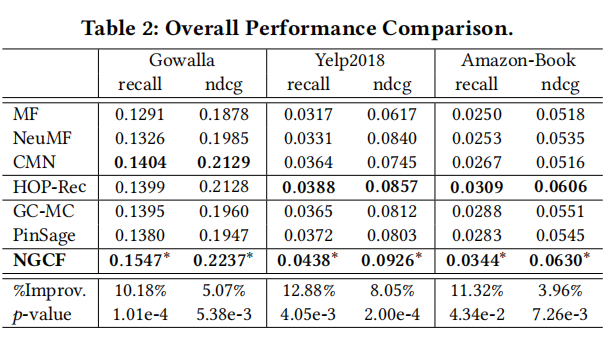 Table 2: Overall Performance Comparison.
Gowalla Yelp2018 Amazon-Book
recall ndcg recall ndcg recall ndcg
MF 0.1291 0.1878 0.0317 0.0617 0.0250 0.0518
NeuMF 0.1326 0.1985 0.0331 0.0840 0.0253 0.0535
CMN 0.1404 0.2129 0.0364 0.0745 0.0267 0.0516
HOP-Rec 0.1399 0.2128 0.0388 0.0857 0.0309 0.0606
GC-MC 0.1395 0.1960 0.0365 0.0812 0.0288 0.0551
PinSage 0.1380 0.1947 0.0372 0.0803 0.0283 0.0545
NGCF 0.1547* 0.2237* 0.0438* 0.0926* 0.0344* 0.0630*
%Improv. 10.18% 5.07% 12.88% 8.05% 11.32% 3.96%
p-value 1.01e-4 5.38e-3 4.05e-3 2.00e-4 4.34e-2 7.26e-3